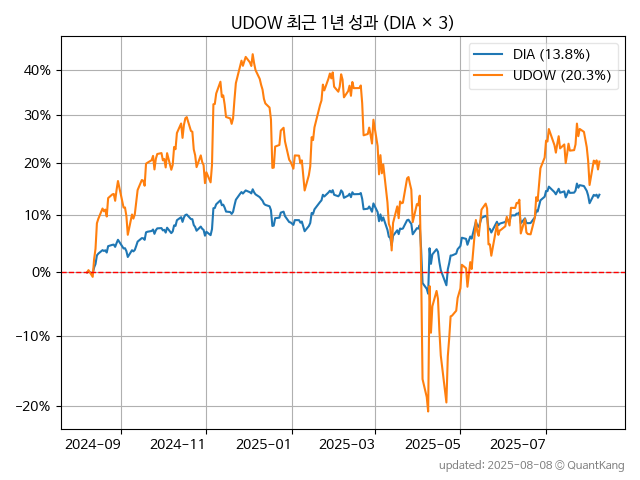 UDOW 최근 1년 성과 (DIA × 3)
DIA (13.8%)
UDOW (20.3%)
40%
30%
20%
10%
0%
−10%
−20%
2024-09 2024-11 2025-01 2025-03 2025-05 2025-07
updated: 2025-08-08 © QuantKang